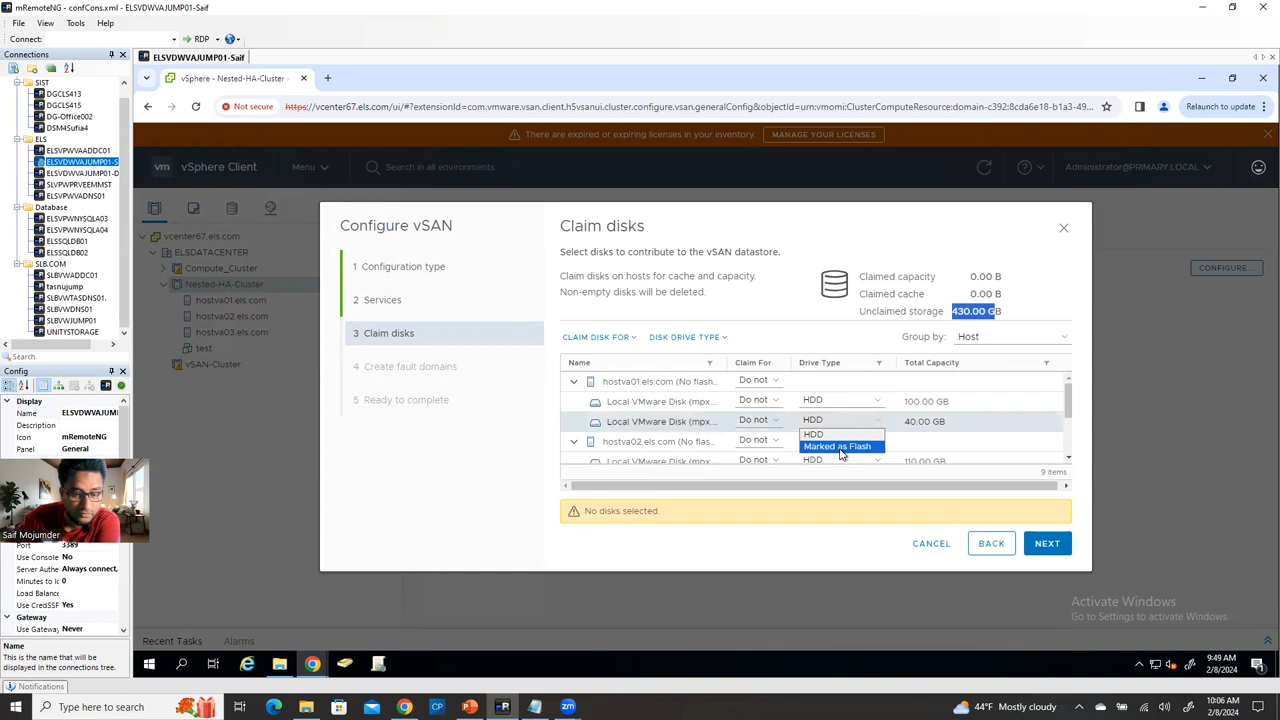 mRemoteNG - confCons.xml - ELSVDWVAJUMP01-Saif
File View Tools Help
Connect: RDP
Connections
SIST
DGCLS413
DGCLS415
DG-Office002
DSM4Sufia4
ELS
ELSVPWVAADDC01
ELSVDWVAJUMP01-S
ELSVDWVAJUMP01-D
SLVPWPRVEEMMST
ELSVPWVADNS01
Database
ELSVPWNYSQLA03
ELSVPWNYSQLA04
ELSSQLDB01
ELSSQLDB02
SLB.COM
SLBVWADDC01
tasnujump
SLBVWTASDNS01.
SLBVWDNS01
SLBVWJUMP01
UNITYSTORAGE
Search
Config
Display
Name ELSVDWVAJUMP0
Description
Icon mRemoteNG
Panel General
Saif Mojumder
Port 3389
Use Console No
Server Authe Always connect,
Minutes to Ic 0
Load Balance
Use CredSSP Yes
Gateway
Use Gateway Never
Name
This is the name that will be
displayed in the connections tree.
Notifications
ELSVDWVAJUMP01-Saif
vSphere - Nested-HA-Cluster -
Not secure https://vcenter67.els.com/ui/#?extensionId=com.vmware.vsan.client.h5vsanui.cluster.configure.vsan.generalConfig&objectId=urn:vmomi:ClusterComputeResource:domain-c392:8cda6e18-b1a3-49...
Relaunch to update
There are expired or expiring licenses in your inventory. MANAGE YOUR LICENSES
vm vSphere Client Menu Search in all environments Administrator@PRIMARY.LOCAL
vcenter67.els.com
ELSDATACENTER
Compute_Cluster
Nested-HA-Cluster
hostva01.els.com
hostva02.els.com
hostva03.els.com
test
vSAN-Cluster
CONFIGURE...
Configure vSAN
1 Configuration type
2 Services
3 Claim disks
4 Create fault domains
5 Ready to complete
Claim disks
Select disks to contribute to the vSAN datastore.
Claim disks on hosts for cache and capacity.
Non-empty disks will be deleted.
Claimed capacity 0.00 B
Claimed cache 0.00 B
Unclaimed storage 430.00 GB
CLAIM DISK FOR DISK DRIVE TYPE Group by: Host
Name Claim For Drive Type Total Capacity
hostva01.els.com (No flash... Do not
Local VMware Disk (mpx.... Do not HDD 100.00 GB
Local VMware Disk (mpx.... Do not HDD 40.00 GB
HDD
Marked as Flash
hostva02.els.com (No flas... Do not
Local VMware Disk (mpx.... Do not HDD 110.00 GB
9 items
No disks selected.
CANCEL BACK NEXT
Activate Windows
Go to Settings to activate Windows.
Recent Tasks Alarms
9:49 AM
2/8/2024
Type here to search
44°F Mostly cloudy
10:06 AM
2/8/2024